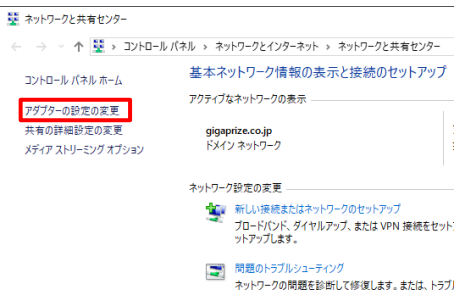 ネットワークと共有センター
コントロール パネル › ネットワークとインターネット › ネットワークと共有センター
コントロール パネル ホーム
アダプターの設定の変更
共有の詳細設定の変更
メディア ストリーミング オプション
基本ネットワーク情報の表示と接続のセットアップ
アクティブなネットワークの表示
gigaprize.co.jp
ドメイン ネットワーク
ネットワーク設定の変更
新しい接続またはネットワークのセットアップ
ブロードバンド、ダイヤルアップ、または VPN 接続をセット
ットアップします。
問題のトラブルシューティング
ネットワークの問題を診断して修復します。または、トラブル